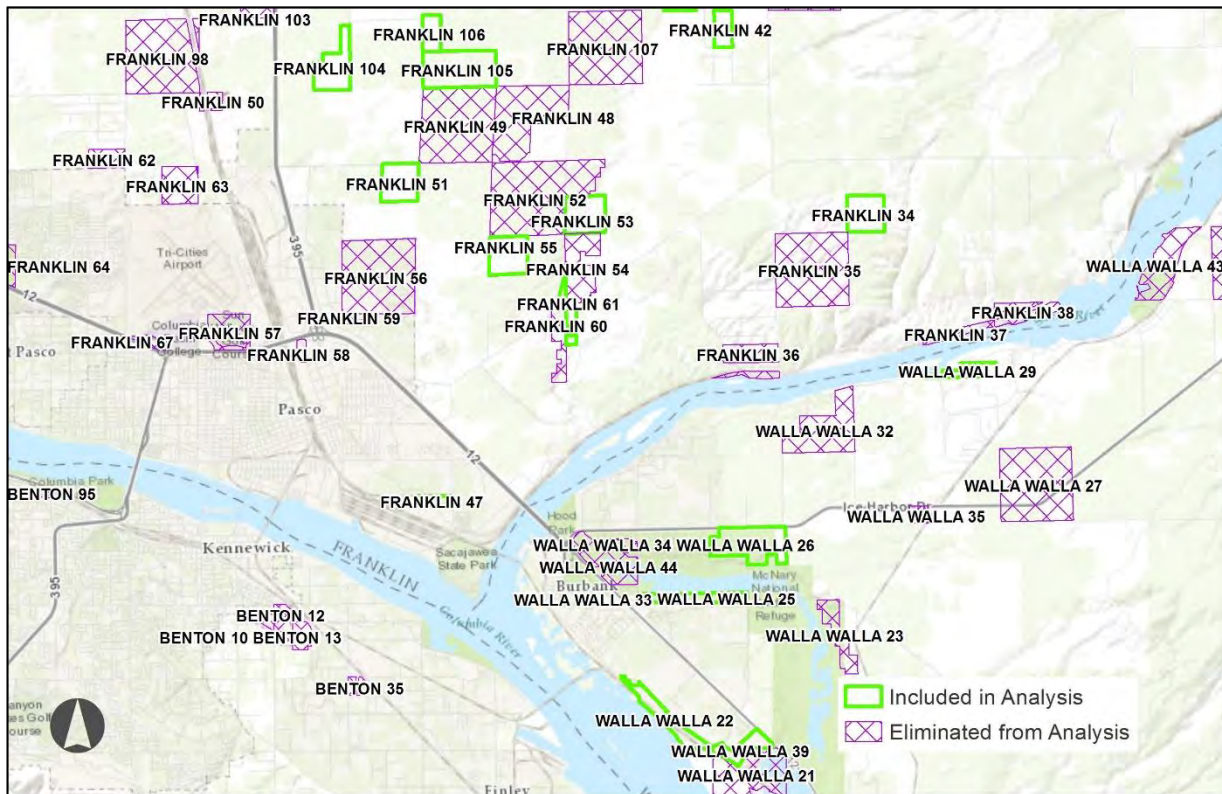 FRANKLIN 103
FRANKLIN 106
FRANKLIN 42
FRANKLIN 98
FRANKLIN 107
FRANKLIN 104
FRANKLIN 105
FRANKLIN 50
FRANKLIN 49
FRANKLIN 48
FRANKLIN 62
FRANKLIN 63
FRANKLIN 51
FRANKLIN 52
FRANKLIN 53
FRANKLIN 34
395
Tri-Cities
Airport
FRANKLIN 55
FRANKLIN 64
FRANKLIN 56
FRANKLIN 54
FRANKLIN 35
WALLA WALLA 43
12
FRANKLIN 61
FRANKLIN 59
FRANKLIN 60
FRANKLIN 38
FRANKLIN 57
FRANKLIN 37
FRANKLIN 67
College
FRANKLIN 58
FRANKLIN 36
Pasco
WALLA WALLA 29
Pasco
WALLA WALLA 32
12
Columbia Park
BENTON 95
FRANKLIN 47
WALLA WALLA 27
Ice-Harbor Dr
WALLA WALLA 35
Hood
Park
Kennewick
FRANKLIN
Sacajawea
State Park
WALLA WALLA 34
WALLA WALLA 26
WALLA WALLA 44
Burbank
McNary
National
Refuge
395
WALLA WALLA 33
WALLA WALLA 25
Columbia River
BENTON 12
BENTON 10
BENTON 13
WALLA WALLA 23
BENTON 35
Included in Analysis
WALLA WALLA 22
Eliminated from Analysis
WALLA WALLA 39
WALLA WALLA 21
Finley